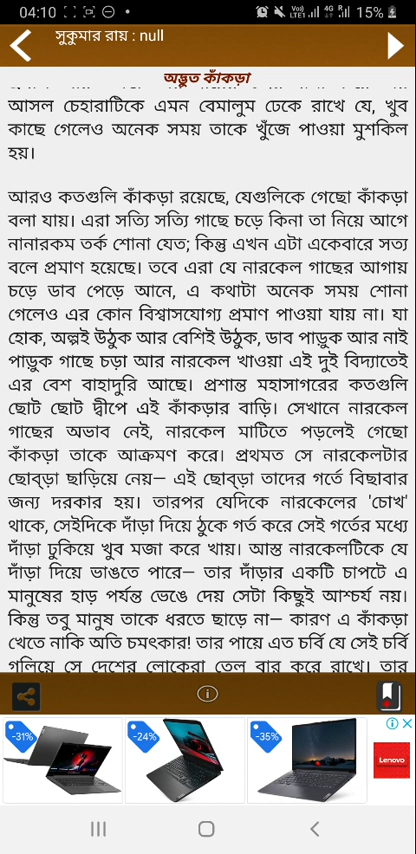 04:10
Vo))
LTE1
4G
R
15%
সুকুমার রায় : null
অদ্ভুত কাঁকড়া
আসল চেহারাটিকে এমন বেমালুম ঢেকে রাখে যে, খুব
কাছে গেলেও অনেক সময় তাকে খুঁজে পাওয়া মুশকিল
হয়।
আরও কতগুলি কাঁকড়া রয়েছে, যেগুলিকে গেছো কাঁকড়া
বলা যায়। এরা সত্যি সত্যি গাছে চড়ে কিনা তা নিয়ে আগে
নানারকম তর্ক শোনা যেত; কিন্তু এখন এটা একেবারে সত্য
বলে প্রমাণ হয়েছে। তবে এরা যে নারকেল গাছের আগায়
চড়ে ডাব পেড়ে আনে, এ কথাটা অনেক সময় শোনা
গেলেও এর কোন বিশ্বাসযোগ্য প্রমাণ পাওয়া যায় না। যা
হোক, অল্পই উঠুক আর বেশিই উঠুক, ডাব পাড়ুক আর নাই
পাড়ুক গাছে চড়া আর নারকেল খাওয়া এই দুই বিদ্যাতেই
এর বেশ বাহাদুরি আছে। প্রশান্ত মহাসাগরের কতগুলি
ছোট ছোট দ্বীপে এই কাঁকড়ার বাড়ি। সেখানে নারকেল
গাছের অভাব নেই, নারকেল মাটিতে পড়লেই গেছো
কাঁকড়া তাকে আক্রমণ করে। প্রথমত সে নারকেলটার
ছোব্‌ড়া ছাড়িয়ে নেয়— এই ছোব্‌ড়া তাদের গর্তে বিছাবার
জন্য দরকার হয়। তারপর যেদিকে নারকেলের 'চোখ'
থাকে, সেইদিকে দাঁড়া দিয়ে ঠুকে গর্ত করে সেই গর্তের মধ্যে
দাঁড়া ঢুকিয়ে খুব মজা করে খায়। আস্ত নারকেলটিকে যে
দাঁড়া দিয়ে ভাঙতে পারে— তার দাঁড়ার একটি চাপটে এ
মানুষের হাড় পর্যন্ত ভেঙে দেয় সেটা কিছুই আশ্চর্য নয়।
কিন্তু তবু মানুষ তাকে ধরতে ছাড়ে না— কারণ এ কাঁকড়া
খেতে নাকি অতি চমৎকার! তার পায়ে এত চর্বি যে সেই চর্বি
গলিয়ে সে দেশের লোকেরা তেল বার করে রাখে। তার
-31%
-24%
-35%
Lenovo